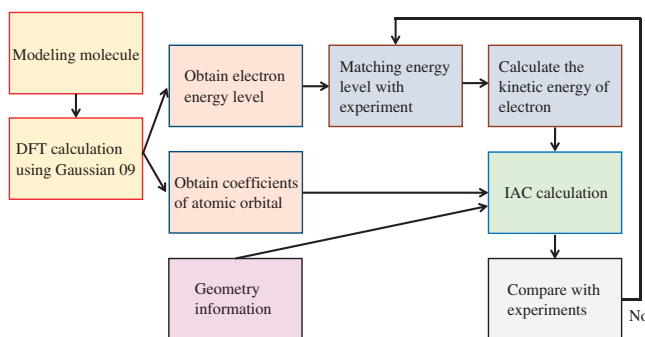 Modeling molecule
DFT calculation
using Gaussian 09
Obtain electron
energy level
Matching energy
level with
experiment
Calculate the
kinetic energy of
electron
Obtain coefficients
of atomic orbital
IAC calculation
Geometry
information
Compare with
experiments
No